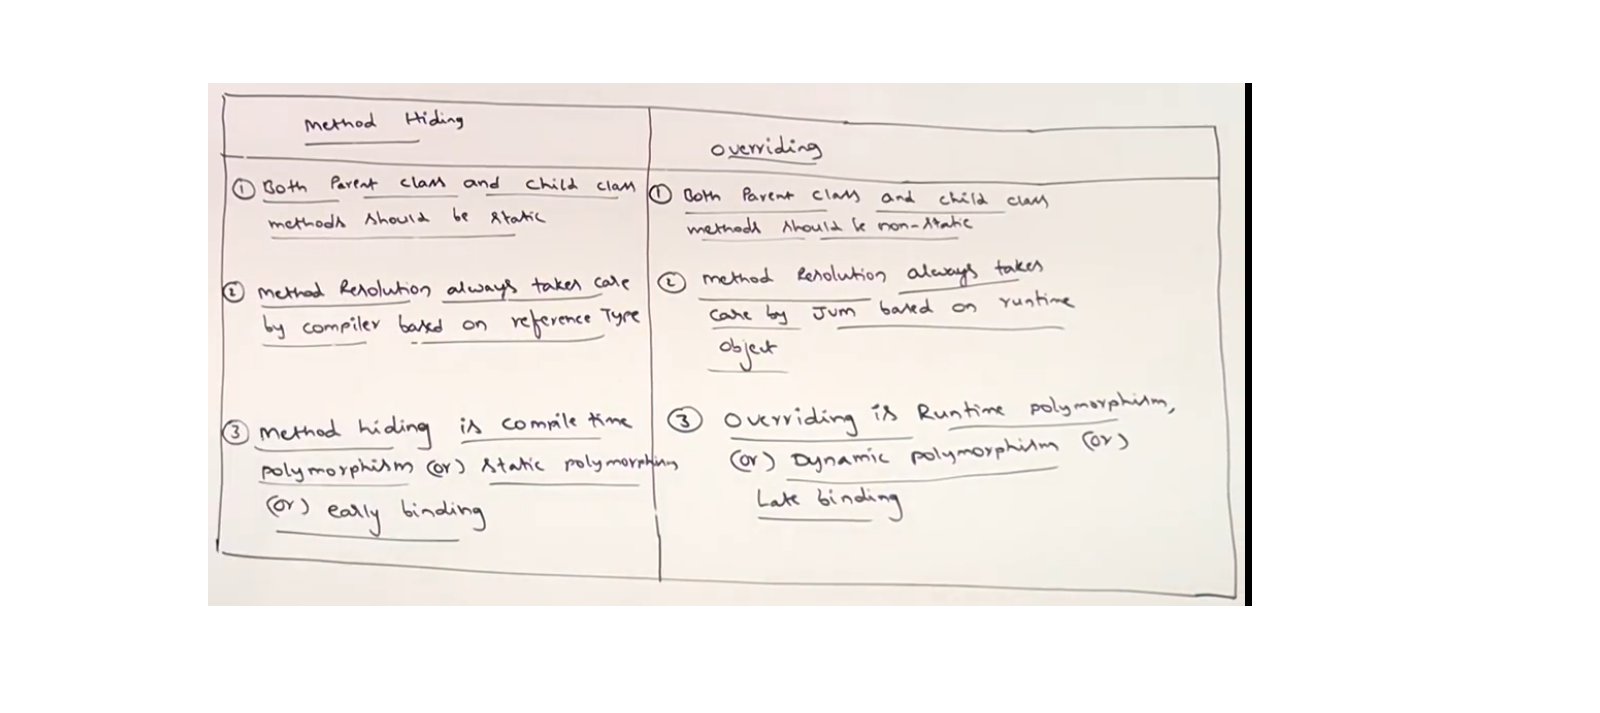 Method Hiding
① Both Parent class and child class
methods should be static
② Method Resolution always takes care
by compiler based on reference Type
③ Method hiding is compile time
polymorphism (or) static polymorphism
(or) early binding
Overriding
① Both Parent class and child class
methods should be non-static
② Method Resolution always takes
care by Jvm based on runtime
object
③ Overriding is Runtime polymorphism,
(or) Dynamic polymorphism (or)
Late binding